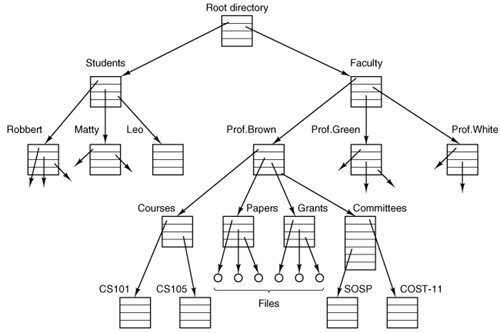 Root directory
Students
Faculty
Robbert
Matty
Leo
Prof.Brown
Prof.Green
Prof.White
Courses
Papers
Grants
Committees
CS101
CS105
Files
SOSP
COST-11